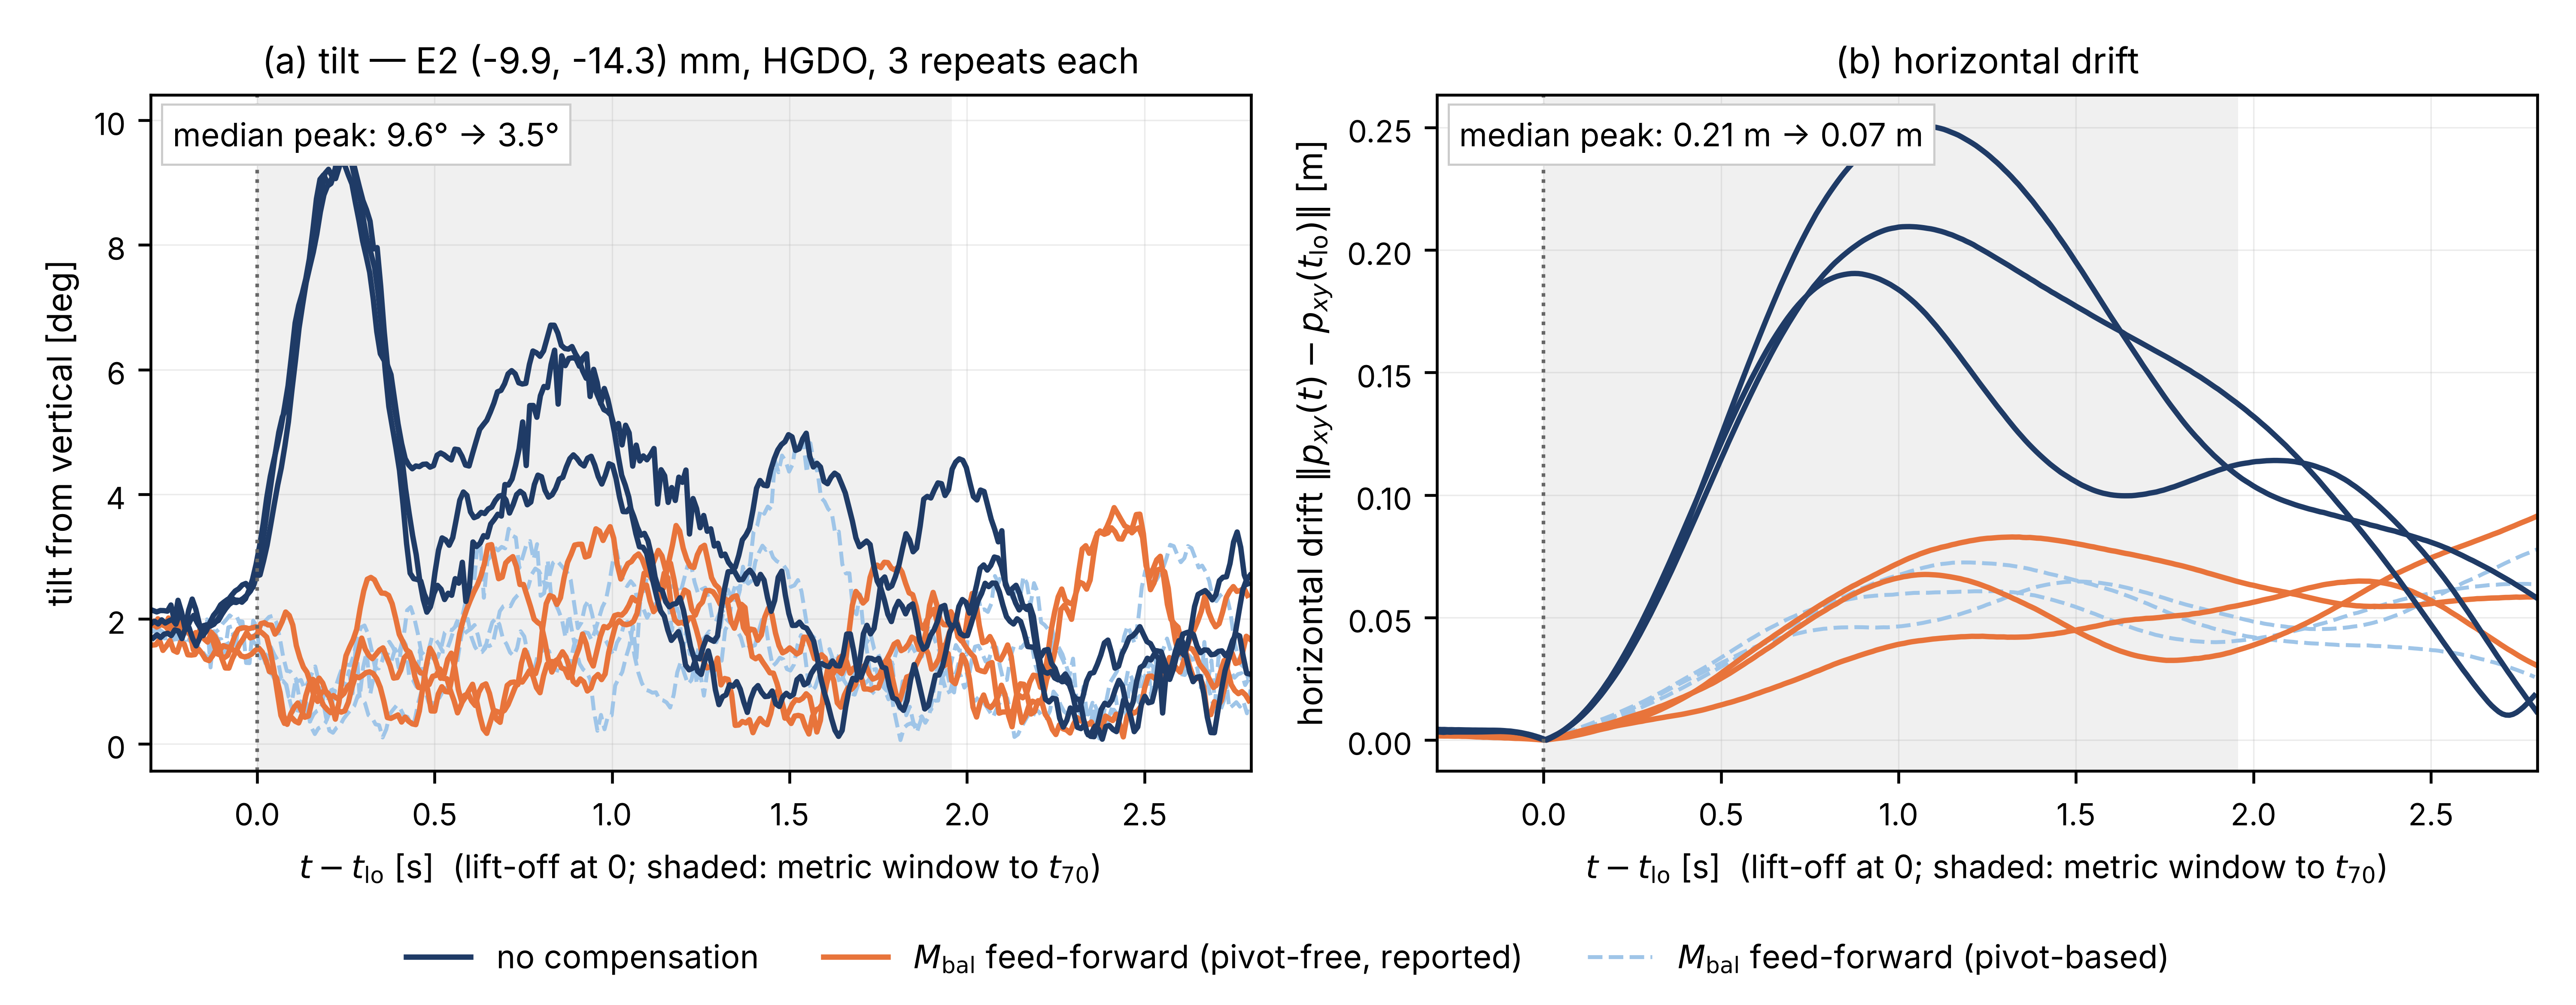 (a) tilt — E2 (-9.9, -14.3) mm, HGDO, 3 repeats each
median peak: 9.6° → 3.5°
tilt from vertical [deg]
10
8
6
4
2
0
0.0 0.5 1.0 1.5 2.0 2.5
t − t_lo [s] (lift-off at 0; shaded: metric window to t_70)
(b) horizontal drift
median peak: 0.21 m → 0.07 m
horizontal drift ‖p_xy(t) − p_xy(t_lo)‖ [m]
0.25
0.20
0.15
0.10
0.05
0.00
0.0 0.5 1.0 1.5 2.0 2.5
t − t_lo [s] (lift-off at 0; shaded: metric window to t_70)
no compensation
M_bal feed-forward (pivot-free, reported)
M_bal feed-forward (pivot-based)